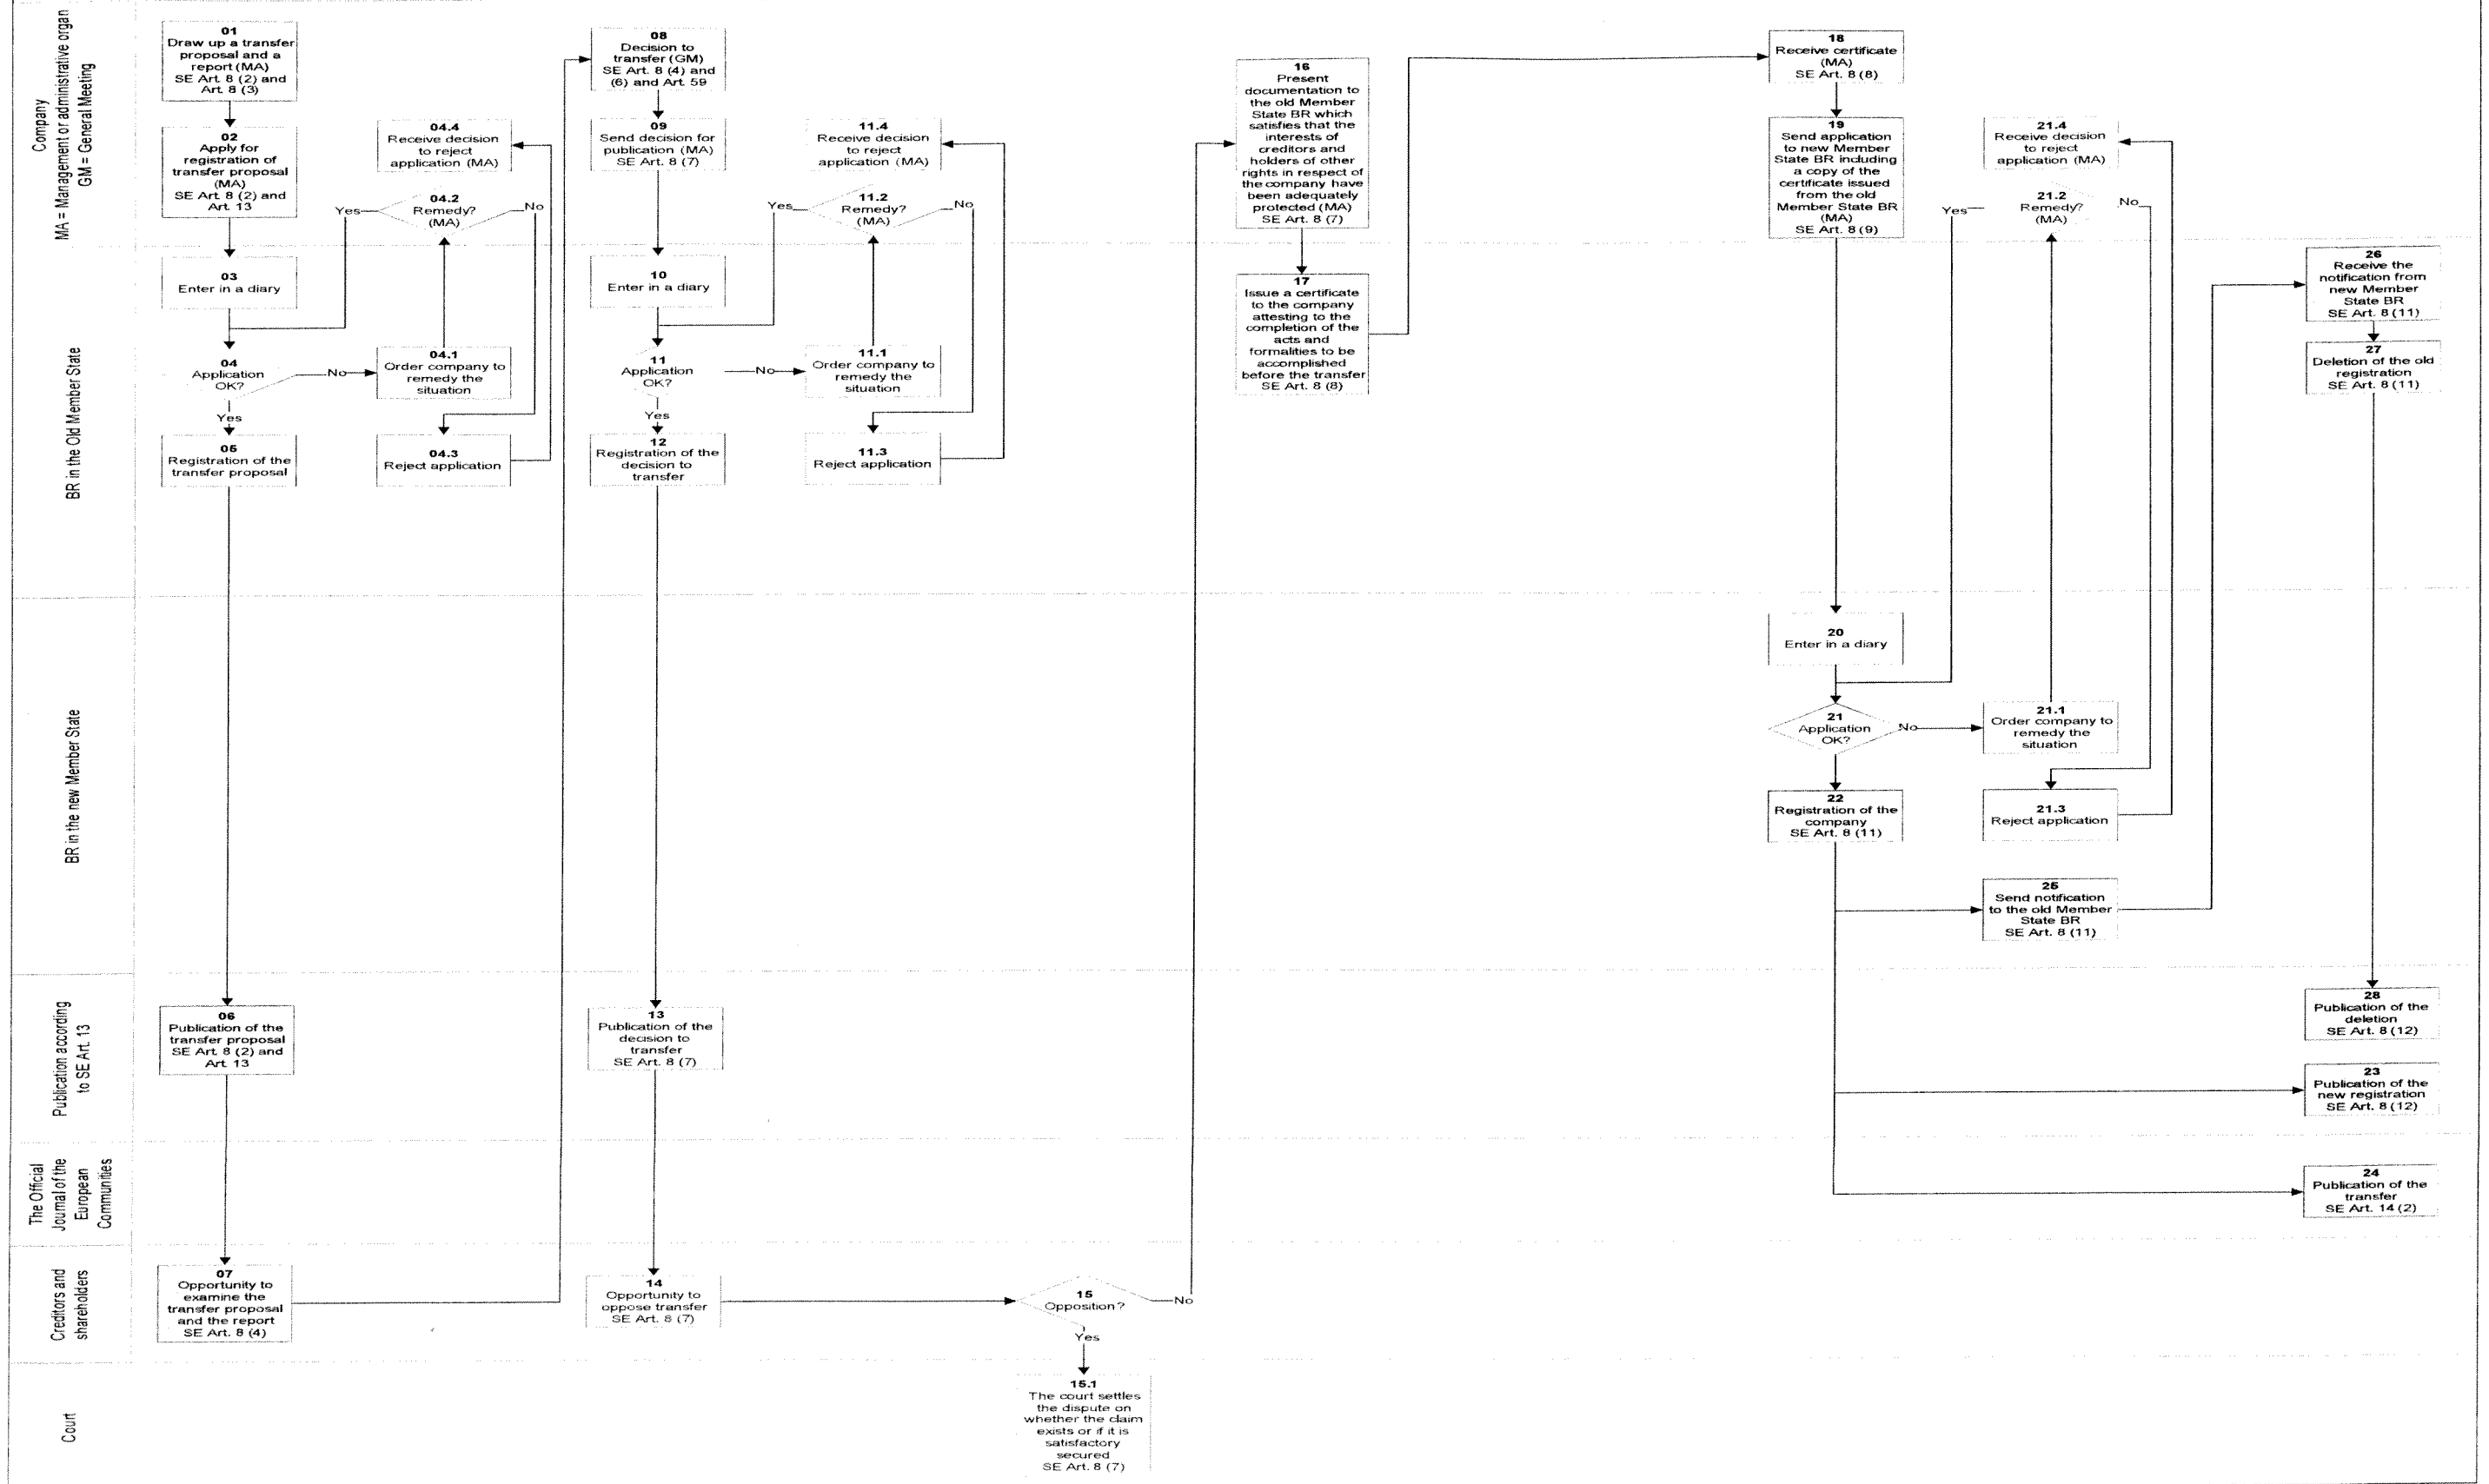 Company
MA = Management or administrative organ
GM = General Meeting
01
Draw up a transfer
proposal and a
report (MA)
SE Art. 8 (2) and
Art. 8 (3)
02
Apply for
registration of
transfer proposal
(MA)
SE Art. 8 (2) and
Art. 13
04.4
Receive decision
to reject
application (MA)
04.2
Remedy?
(MA)
Yes
No
08
Decision to
transfer (GM)
SE Art. 8 (4) and
(6) and Art. 59
09
Send decision for
publication (MA)
SE Art. 8 (7)
11.4
Receive decision
to reject
application (MA)
11.2
Remedy?
(MA)
Yes
No
16
Present
documentation to
the old Member
State BR which
satisfies that the
interests of
creditors and
holders of other
rights in respect of
the company have
been adequately
protected (MA)
SE Art. 8 (7)
18
Receive certificate
(MA)
SE Art. 8 (8)
19
Send application
to new Member
State BR including
a copy of the
certificate issued
from the old
Member State BR
(MA)
SE Art. 8 (9)
21.4
Receive decision
to reject
application (MA)
21.2
Remedy?
(MA)
Yes
No
BR in the Old Member State
03
Enter in a diary
04
Application
OK?
No
Yes
04.1
Order company to
remedy the
situation
05
Registration of the
transfer proposal
04.3
Reject application
10
Enter in a diary
11
Application
OK?
No
Yes
11.1
Order company to
remedy the
situation
12
Registration of the
decision to
transfer
11.3
Reject application
17
Issue a certificate
to the company
attesting to the
completion of the
acts and
formalities to be
accomplished
before the transfer
SE Art. 8 (8)
26
Receive the
notification from
new Member
State BR
SE Art. 8 (11)
27
Deletion of the old
registration
SE Art. 8 (11)
BR in the new Member State
20
Enter in a diary
21
Application
OK?
No
21.1
Order company to
remedy the
situation
22
Registration of the
company
SE Art. 8 (11)
21.3
Reject application
25
Send notification
to the old Member
State BR
SE Art. 8 (11)
Publication according
to SE Art. 13
06
Publication of the
transfer proposal
SE Art. 8 (2) and
Art. 13
13
Publication of the
decision to
transfer
SE Art. 8 (7)
28
Publication of the
deletion
SE Art. 8 (12)
23
Publication of the
new registration
SE Art. 8 (12)
The Official
Journal of the
European
Communities
24
Publication of the
transfer
SE Art. 14 (2)
Creditors and
shareholders
07
Opportunity to
examine the
transfer proposal
and the report
SE Art. 8 (4)
14
Opportunity to
oppose transfer
SE Art. 8 (7)
15
Opposition?
No
Yes
Court
15.1
The court settles
the dispute on
whether the claim
exists or if it is
satisfactory
secured
SE Art. 8 (7)